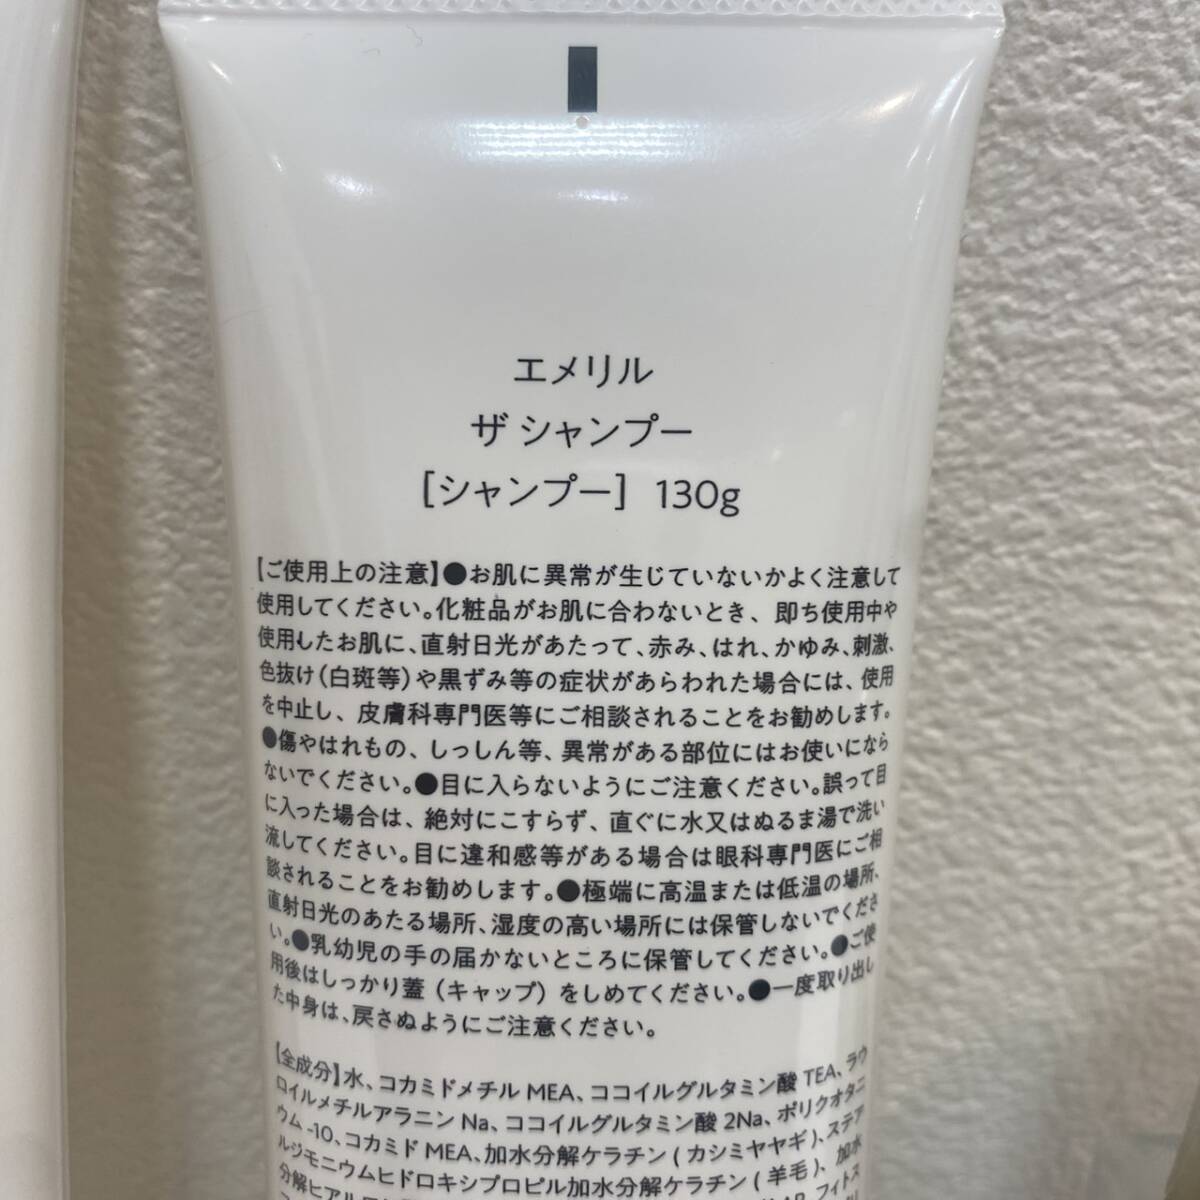 エメリル
ザ シャンプー
[シャンプー] 130g
【ご使用上の注意】●お肌に異常が生じていないかよく注意して
使用してください。化粧品がお肌に合わないとき、即ち使用中や
使用したお肌に、直射日光があたって、赤み、はれ、かゆみ、刺激、
色抜け(白斑等)や黒ずみ等の症状があらわれた場合には、使用
を中止し、皮膚科専門医等にご相談されることをお勧めします。
●傷やはれもの、しっしん等、異常がある部位にはお使いになら
ないでください。●目に入らないようにご注意ください。誤って目
に入った場合は、絶対にこすらず、直ぐに水又はぬるま湯で洗い
流してください。目に違和感等がある場合は眼科専門医にご相
談されることをお勧めします。●極端に高温または低温の場所、
直射日光のあたる場所、湿度の高い場所には保管しないでくださ
い。●乳幼児の手の届かないところに保管してください。●ご使
用後はしっかり蓋（キャップ）をしめてください。●一度取り出し
た中身は、戻さぬようにご注意ください。
【全成分】水、コカミドメチルMEA、ココイルグルタミン酸TEA、ラウ
ロイルメチルアラニンNa、ココイルグルタミン酸2Na、ポリクオタニ
ウム-10、コカミドMEA、加水分解ケラチン(カシミヤヤギ)、ステア
ルジモニウムヒドロキシプロピル加水分解ケラチン(羊毛)、加水
分解ヒアル